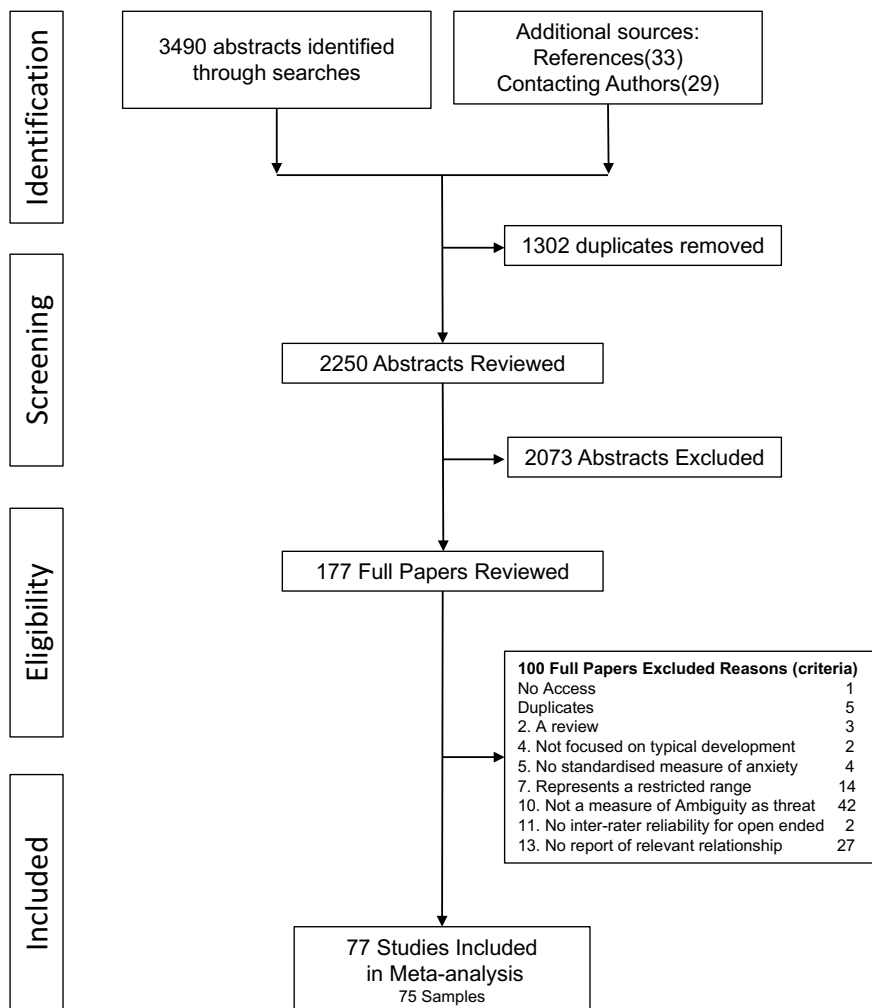 Identification
3490 abstracts identified
through searches
Additional sources:
References(33)
Contacting Authors(29)
1302 duplicates removed
Screening
2250 Abstracts Reviewed
2073 Abstracts Excluded
Eligibility
177 Full Papers Reviewed
100 Full Papers Excluded Reasons (criteria)
No Access 1
Duplicates 5
2. A review 3
4. Not focused on typical development 2
5. No standardised measure of anxiety 4
7. Represents a restricted range 14
10. Not a measure of Ambiguity as threat 42
11. No inter-rater reliability for open ended 2
13. No report of relevant relationship 27
Included
77 Studies Included
in Meta-analysis
75 Samples